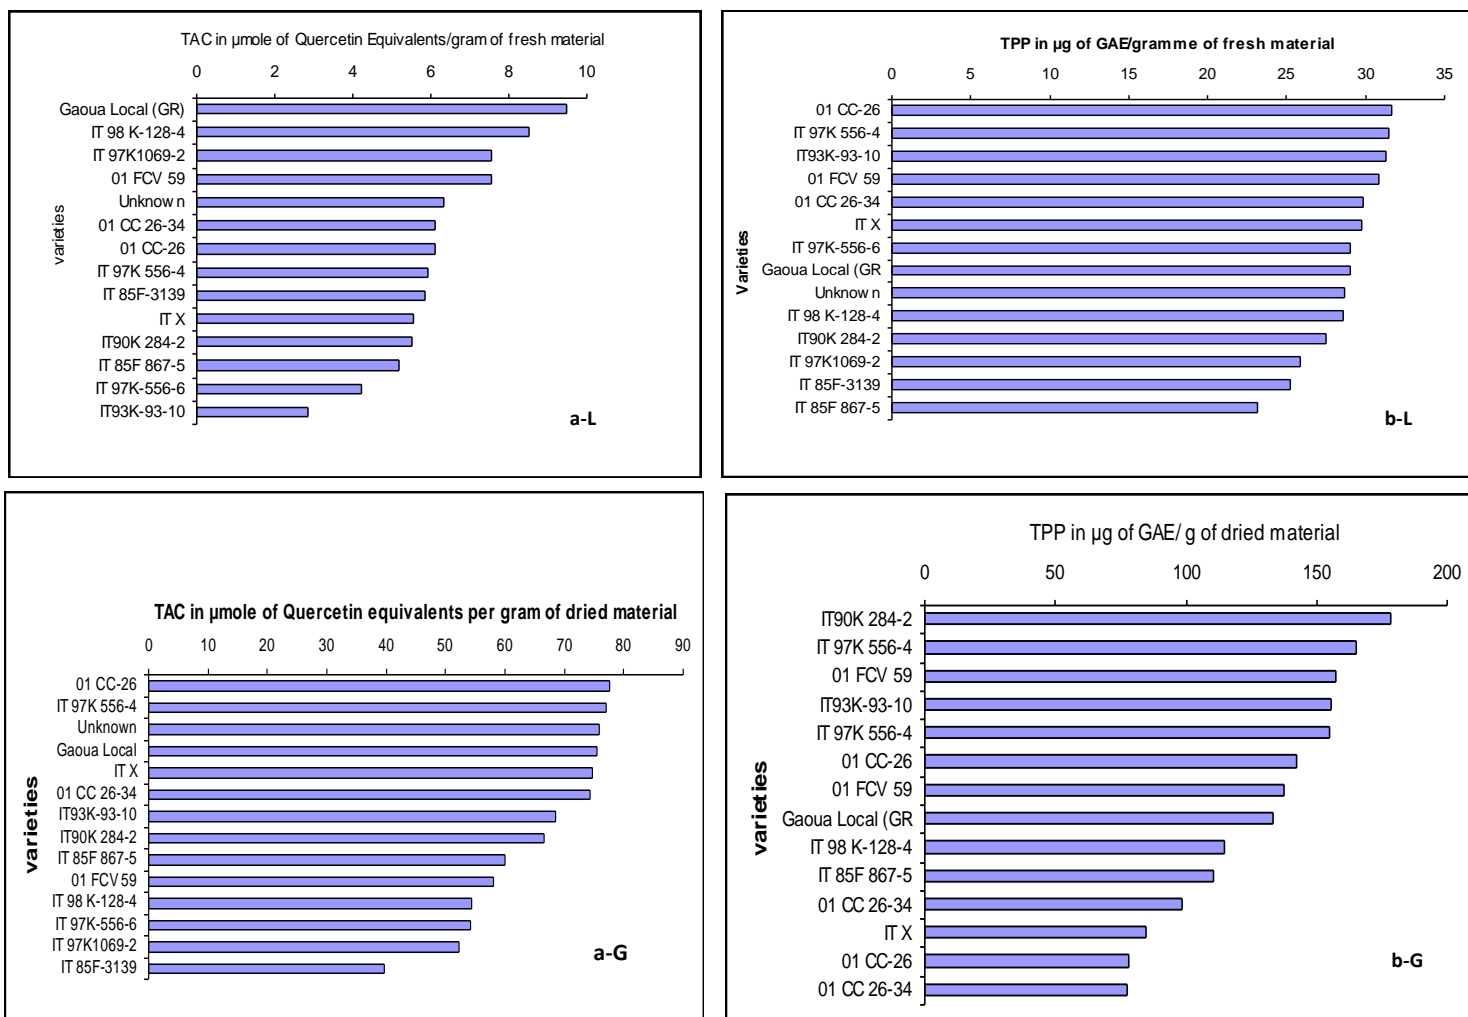 TAC in µmole of Quercetin Equivalents/gram of fresh material
0 2 4 6 8 10
varieties
Gaoua Local (GR)
IT 98 K-128-4
IT 97K1069-2
01 FCV 59
Unknown
01 CC 26-34
01 CC-26
IT 97K 556-4
IT 85F-3139
IT X
IT90K 284-2
IT 85F 867-5
IT 97K-556-6
IT93K-93-10
a-L
TPP in µg of GAE/gramme of fresh material
0 5 10 15 20 25 30 35
Varieties
01 CC-26
IT 97K 556-4
IT93K-93-10
01 FCV 59
01 CC 26-34
IT X
IT 97K-556-6
Gaoua Local (GR
Unknown
IT 98 K-128-4
IT90K 284-2
IT 97K1069-2
IT 85F-3139
IT 85F 867-5
b-L
TAC in µmole of Quercetin equivalents per gram of dried material
0 10 20 30 40 50 60 70 80 90
varieties
01 CC-26
IT 97K 556-4
Unknown
Gaoua Local
IT X
01 CC 26-34
IT93K-93-10
IT90K 284-2
IT 85F 867-5
01 FCV 59
IT 98 K-128-4
IT 97K-556-6
IT 97K1069-2
IT 85F-3139
a-G
TPP in µg of GAE/ g of dried material
0 50 100 150 200
varieties
IT90K 284-2
IT 97K 556-4
01 FCV 59
IT93K-93-10
IT 97K 556-4
01 CC-26
01 FCV 59
Gaoua Local (GR
IT 98 K-128-4
IT 85F 867-5
01 CC 26-34
IT X
01 CC-26
01 CC 26-34
b-G